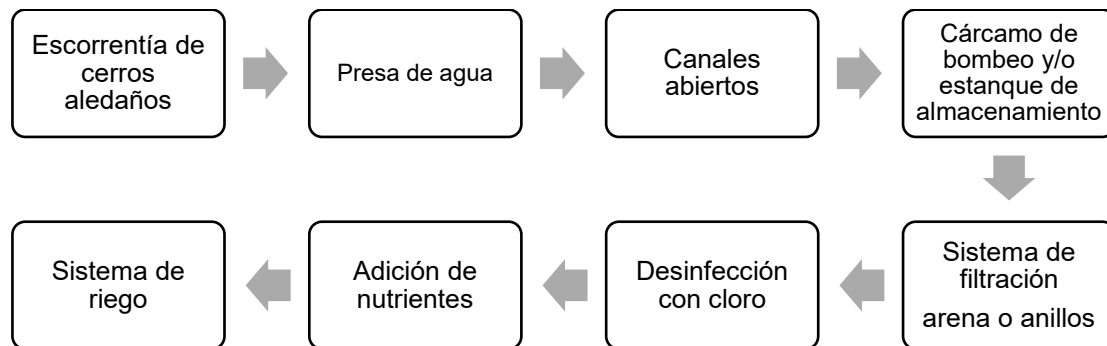 Escorrentía de
cerros
aledaños
Presa de agua
Canales
abiertos
Cárcamo de
bombeo y/o
estanque de
almacenamiento
Sistema de
filtración
arena o anillos
Desinfección
con cloro
Adición de
nutrientes
Sistema de
riego